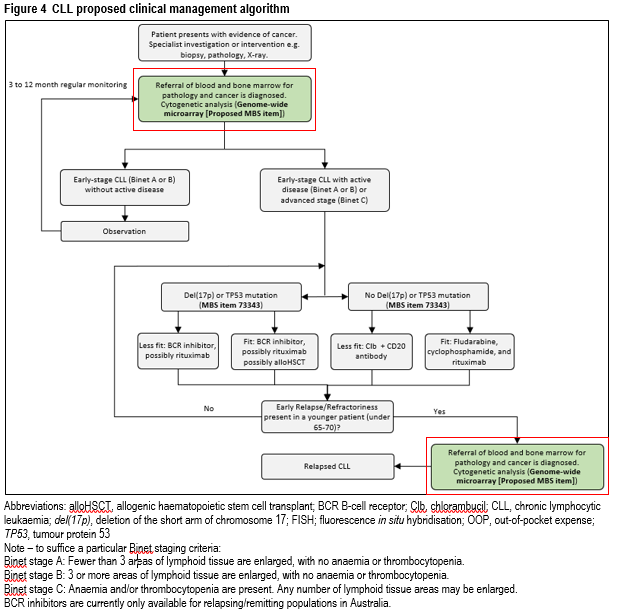 Figure 4 CLL proposed clinical management algorithm
Patient presents with evidence of cancer.
Specialist investigation or intervention e.g.
biopsy, pathology, X-ray.
3 to 12 month regular monitoring
Referral of blood and bone marrow for
pathology and cancer is diagnosed.
Cytogenetic analysis (Genome-wide
microarray [Proposed MBS item])
Early-stage CLL (Binet A or B)
without active disease
Early-stage CLL with active
disease (Binet A or B) or
advanced stage (Binet C)
Observation
Del(17p) or TP53 mutation
(MBS item 73343)
No Del(17p) or TP53 mutation
(MBS item 73343)
Less fit: BCR inhibitor,
possibly rituximab
Fit: BCR inhibitor,
possibly rituximab
possibly alloHSCT
Less fit: Clb + CD20
antibody
Fit: Fludarabine,
cyclophosphamide, and
rituximab
No
Early Relapse/Refractoriness
present in a younger patient (under
65-70)?
Yes
Relapsed CLL
Referral of blood and bone marrow for
pathology and cancer is diagnosed.
Cytogenetic analysis (Genome-wide
microarray [Proposed MBS item])
Abbreviations: alloHSCT, allogenic haematopoietic stem cell transplant; BCR B-cell receptor; Clb, chlorambucil; CLL, chronic lymphocytic
leukaemia; del(17p), deletion of the short arm of chromosome 17; FISH; fluorescence in situ hybridisation; OOP, out-of-pocket expense;
TP53, tumour protein 53
Note – to suffice a particular Binet staging criteria:
Binet stage A: Fewer than 3 areas of lymphoid tissue are enlarged, with no anaemia or thrombocytopenia.
Binet stage B: 3 or more areas of lymphoid tissue are enlarged, with no anaemia or thrombocytopenia.
Binet stage C: Anaemia and/or thrombocytopenia are present. Any number of lymphoid tissue areas may be enlarged.
BCR inhibitors are currently only available for relapsing/remitting populations in Australia.